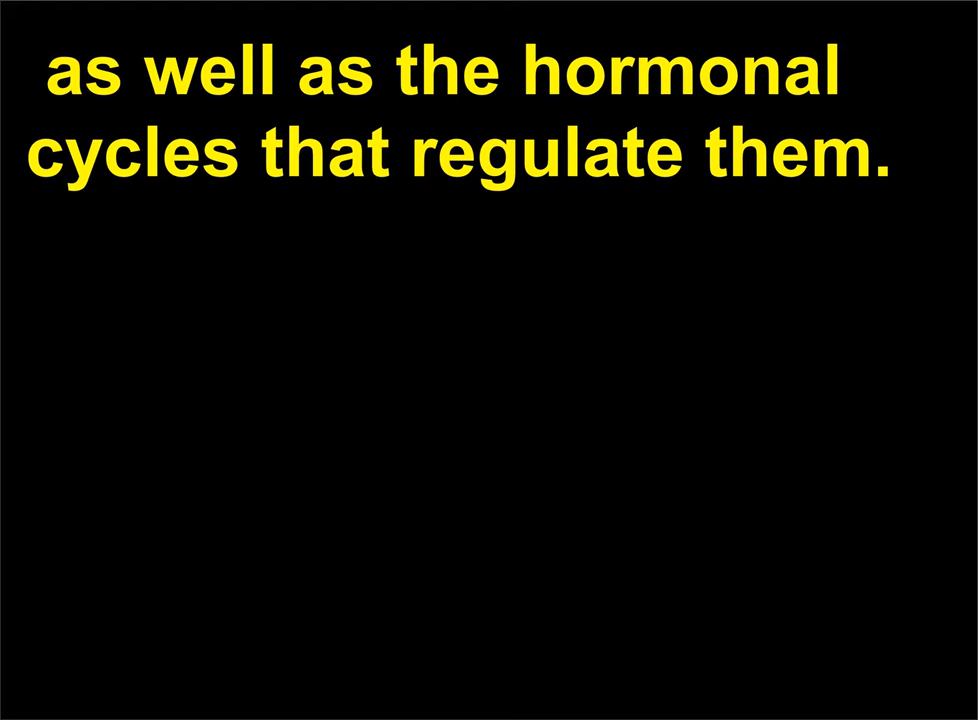 as well as the hormonal
cycles that regulate them.